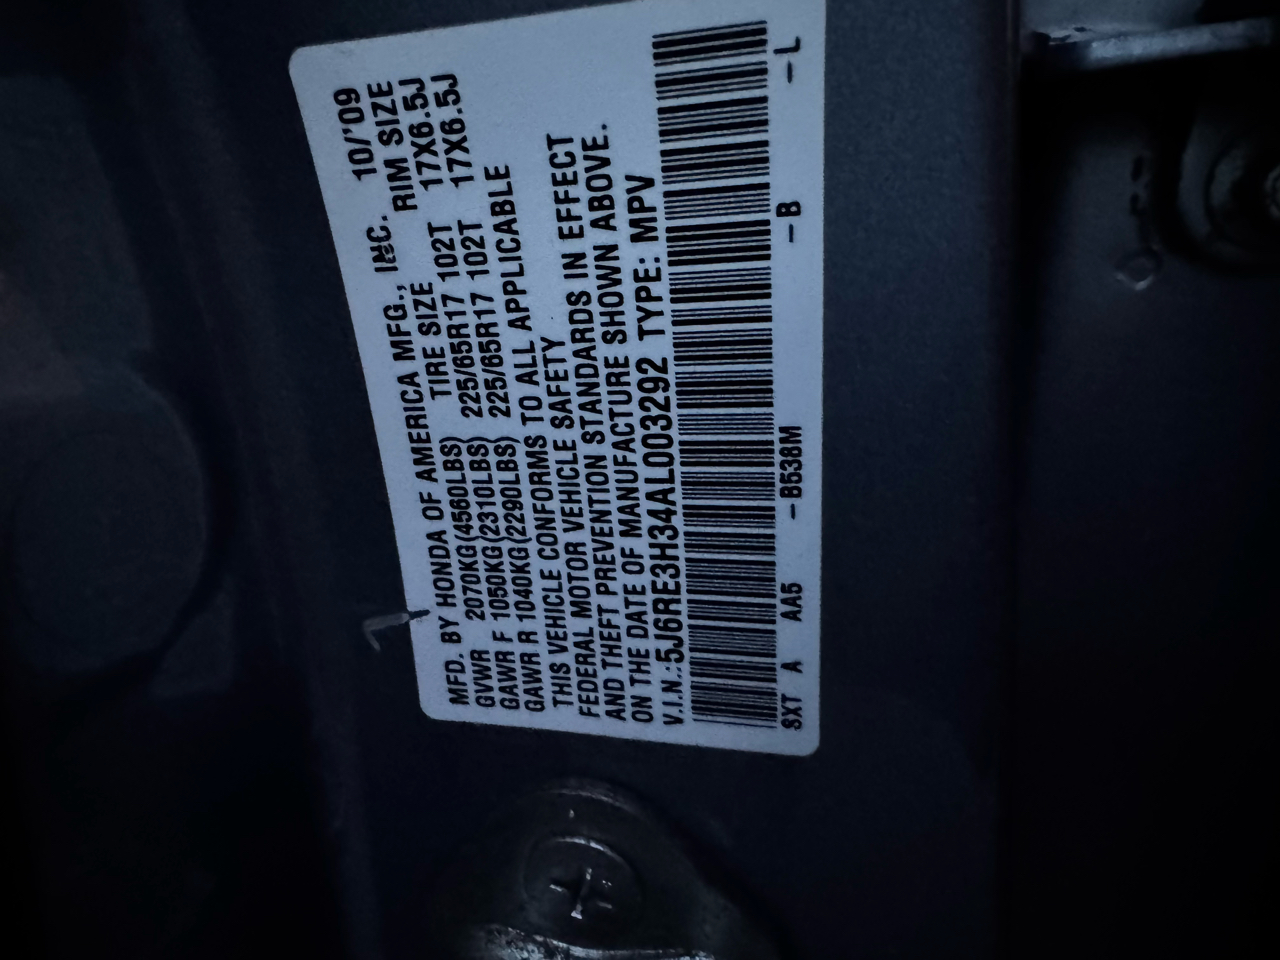 MFD. BY HONDA OF AMERICA MFG., INC. 10/'09
GVWR 2070KG(4560LBS) TIRE SIZE RIM SIZE
GAWR F 1050KG(2310LBS) 225/65R17 102T 17X6.5J
GAWR R 1040KG(2290LBS) 225/65R17 102T 17X6.5J
THIS VEHICLE CONFORMS TO ALL APPLICABLE
FEDERAL MOTOR VEHICLE SAFETY
AND THEFT PREVENTION STANDARDS IN EFFECT
ON THE DATE OF MANUFACTURE SHOWN ABOVE.
V.I.N.:5J6RE3H34AL003292 TYPE: MPV
SXT A AA5 –B538M –B –L